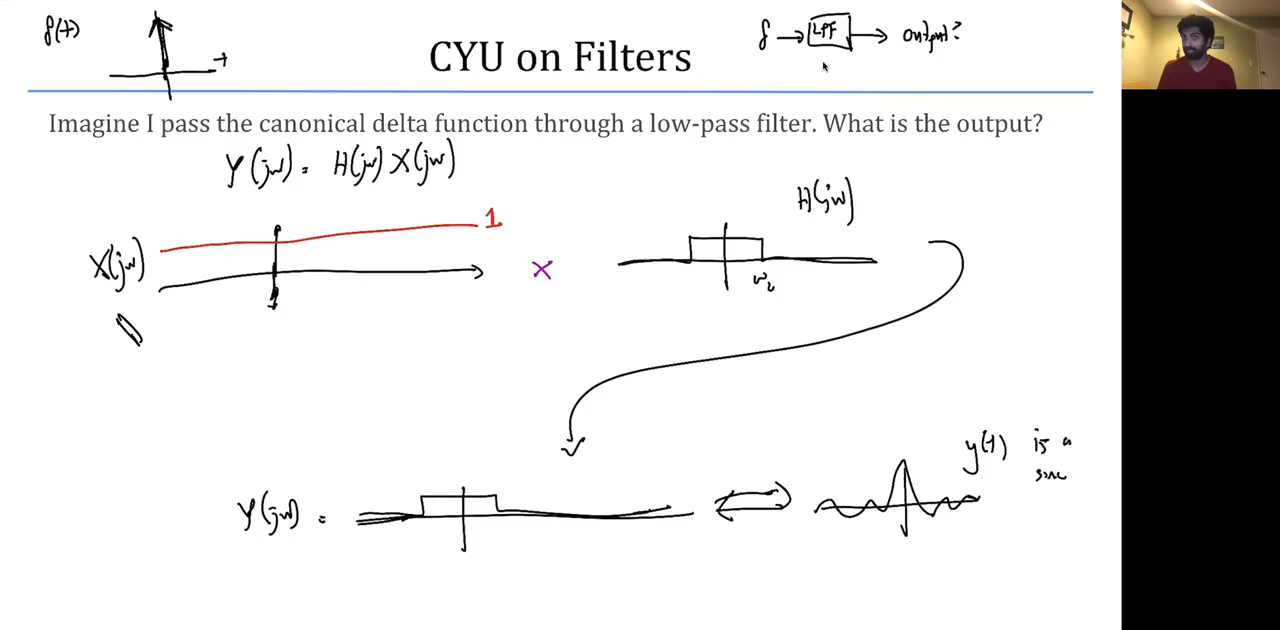 δ(t)
t
δ → LPF → output?
CYU on Filters
Imagine I pass the canonical delta function through a low-pass filter. What is the output?
Y(jω) = H(jω) X(jω)
H(jω)
1
X(jω)
×
Y(jω) =
y(t) is a
sinc